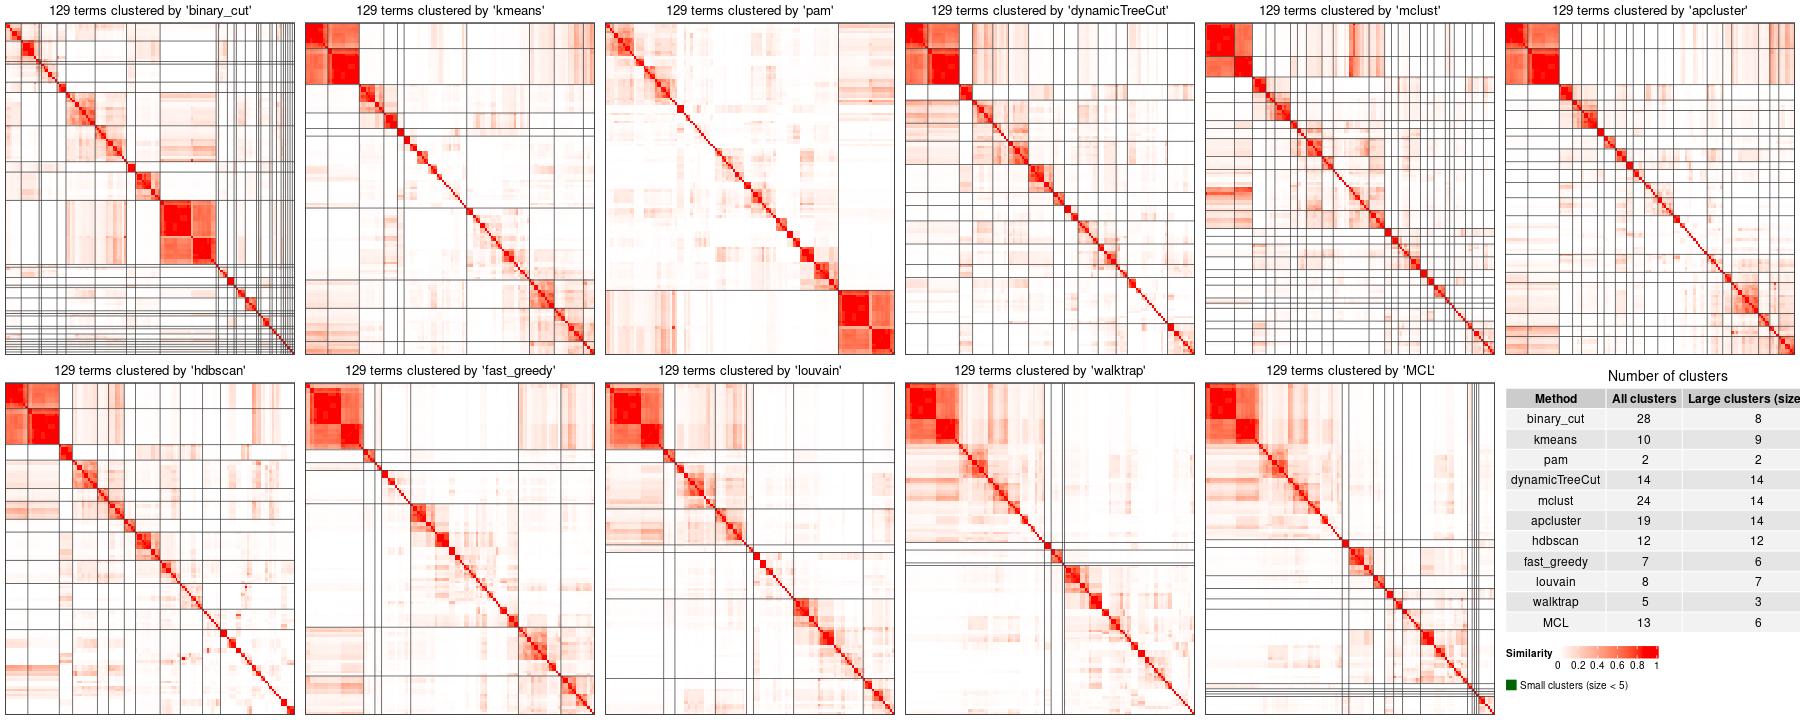 129 terms clustered by 'binary_cut'
129 terms clustered by 'kmeans'
129 terms clustered by 'pam'
129 terms clustered by 'dynamicTreeCut'
129 terms clustered by 'mclust'
129 terms clustered by 'apcluster'
129 terms clustered by 'hdbscan'
129 terms clustered by 'fast_greedy'
129 terms clustered by 'louvain'
129 terms clustered by 'walktrap'
129 terms clustered by 'MCL'
Number of clusters
Method All clusters Large clusters (size
binary_cut 28 8
kmeans 10 9
pam 2 2
dynamicTreeCut 14 14
mclust 24 14
apcluster 19 14
hdbscan 12 12
fast_greedy 7 6
louvain 8 7
walktrap 5 3
MCL 13 6
Similarity
0 0.2 0.4 0.6 0.8 1
Small clusters (size < 5)